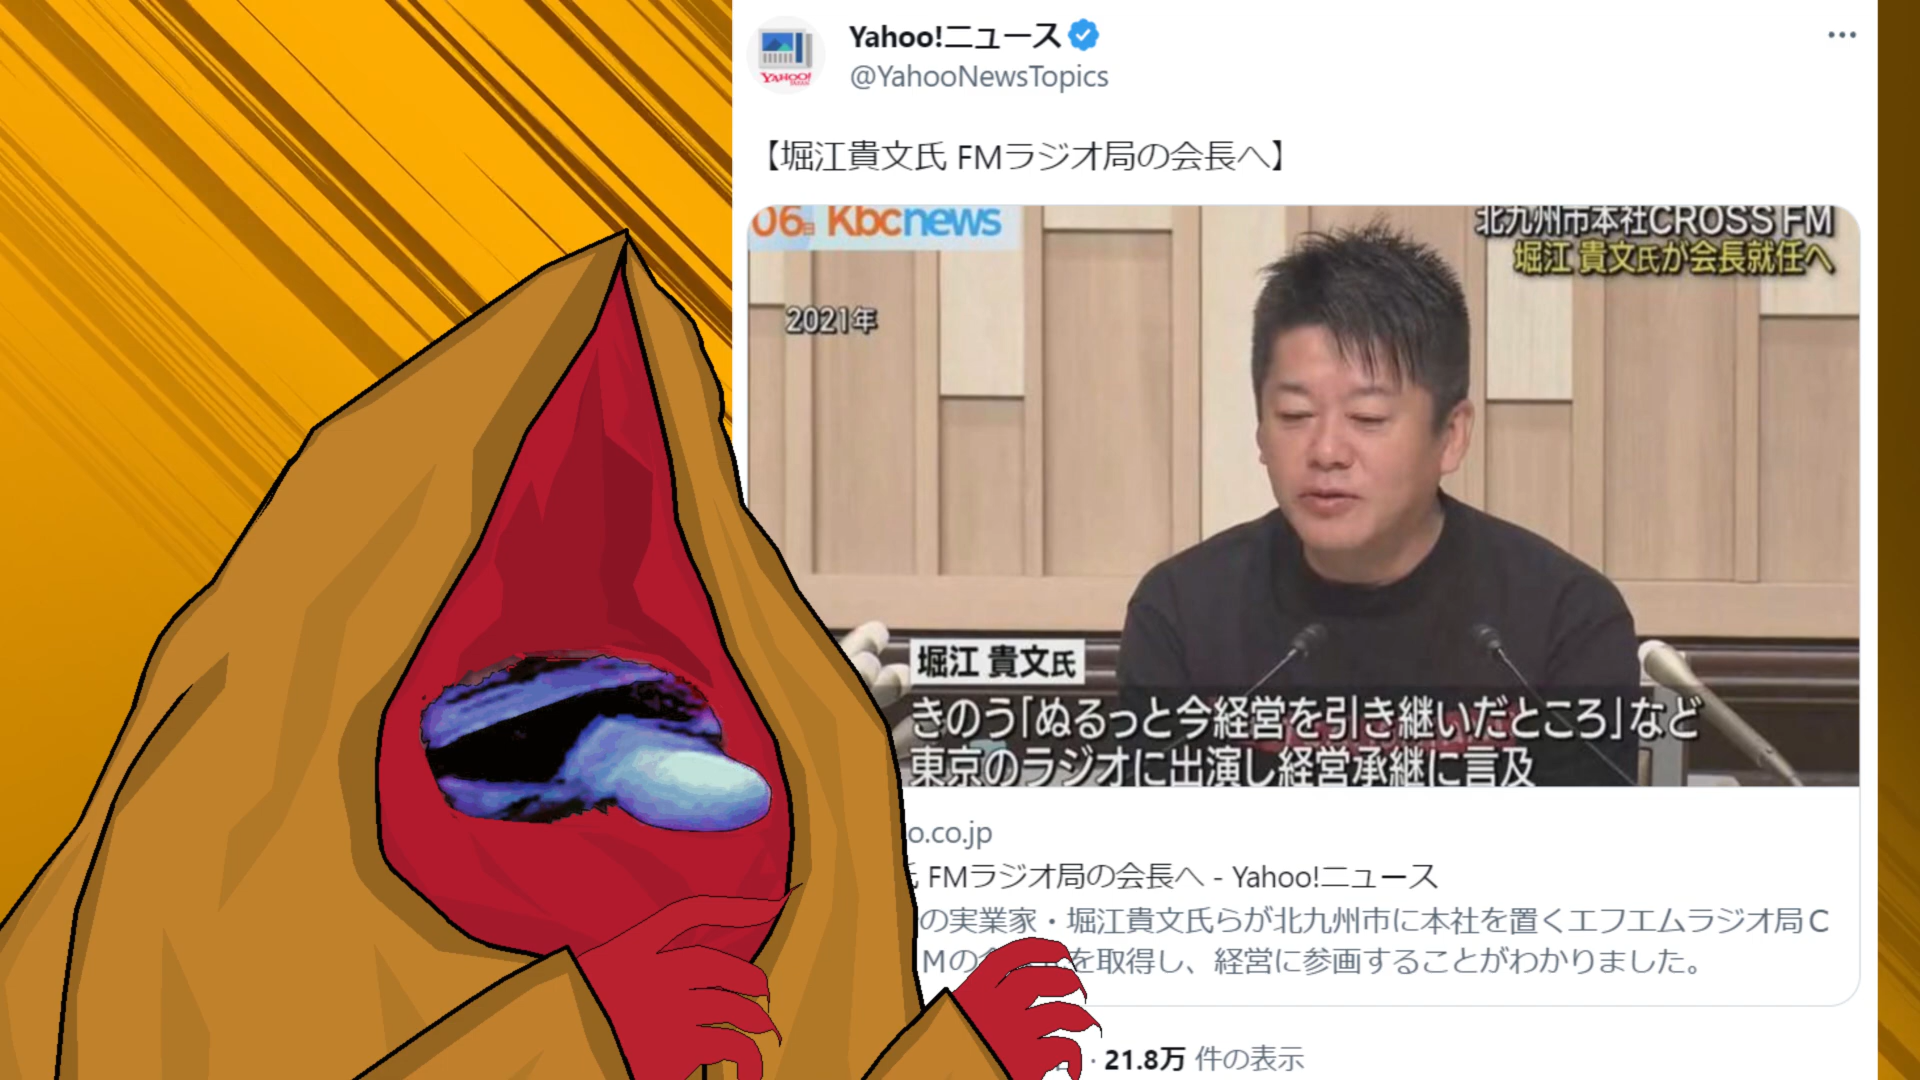 Yahoo!ニュース
@YahooNewsTopics
YAHOO!
JAPAN
【堀江貴文氏 FMラジオ局の会長へ】
06日 Kbcnews
北九州市本社CROSS FM
堀江 貴文氏が会長就任へ
2021年
堀江 貴文氏
きのう「ぬるっと今経営を引き継いだところ」など
東京のラジオに出演し経営承継に言及
o.co.jp
FMラジオ局の会長へ - Yahoo!ニュース
の実業家・堀江貴文氏らが北九州市に本社を置くエフエムラジオ局C
Mの を取得し、経営に参画することがわかりました。
· 21.8万 件の表示